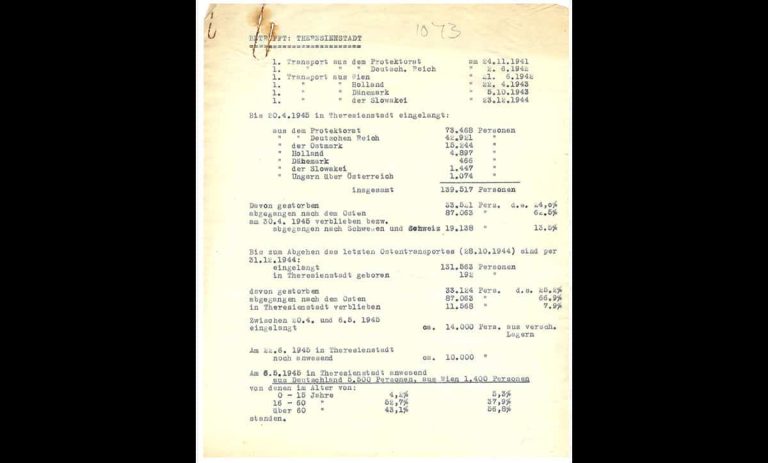 1043
BETRIFFT: THERESIENSTADT
1. Transport aus dem Protektorat am 24.11.1941
1. " " " Deutsch. Reich " 2. 6.1942
1. Transport aus Wien " 21. 6.1942
1. " " Holland " 22. 4.1943
1. " " Dänemark " 5.10.1943
1. " " der Slowakei " 23.12.1944
Bis 20.4.1945 in Theresienstadt eingelangt:
aus dem Protektorat 73.468 Personen
" " Deutschen Reich 42.921 "
" der Ostmark 15.244 "
" Holland 4.897 "
" Dänemark 466 "
" der Slowakei 1.447 "
" Ungarn über Österreich 1.074 "
insgesamt 139.517 Personen
Davon gestorben 33.521 Pers. d.s. 24,0%
abgegangen nach dem Osten 87.063 " 62.5%
am 30.4. 1945 verblieben bezw.
abgegangen nach Schweden und Schweiz 19.138 " 13.5%
Bis zum Abgehen des letzten Ostentransportes (28.10.1944) sind per
31.12.1944:
eingelangt 131.563 Personen
in Theresienstadt geboren 192 "
davon gestorben 33.124 Pers. d.s. 25.2%
abgegangen nach dem Osten 87.063 " 66.9%
in Theresienstadt verblieben 11.568 " 7.9%
Zwischen 20.4. und 6.5. 1945
eingelangt ca. 14.000 Pers. aus versch.
Lagern
Am 22.6. 1945 in Theresienstadt
noch anwesend ca. 10.000 "
Am 6.5.1945 in Theresienstadt anwesend
aus Deutschland 5.500 Personen, aus Wien 1.400 Personen
von denen im Alter von:
0 - 15 Jahre 4,2% 5,3%
16 - 60 " 52,7% 37,9%
über 60 " 43,1% 56,8%
standen.